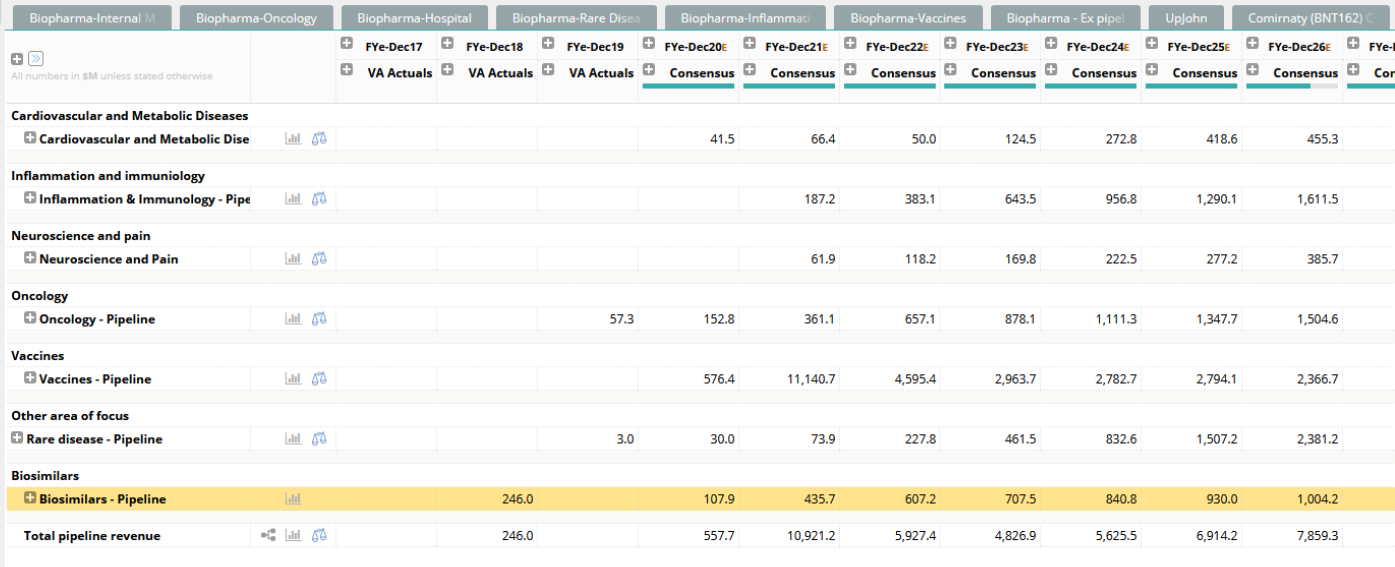 Biopharma-Internal M Biopharma-Oncology Biopharma-Hospital Biopharma-Rare Disea Biopharma-Inflammati Biopharma-Vaccines Biopharma - Ex pipel UpJohn Comirnaty (BNT162) C
FYe-Dec17 FYe-Dec18 FYe-Dec19 FYe-Dec20E FYe-Dec21E FYe-Dec22E FYe-Dec23E FYe-Dec24E FYe-Dec25E FYe-Dec26E FYe-D
All numbers in $M unless stated otherwise VA Actuals VA Actuals VA Actuals Consensus Consensus Consensus Consensus Consensus Consensus Consensus Con
Cardiovascular and Metabolic Diseases
Cardiovascular and Metabolic Dise 41.5 66.4 50.0 124.5 272.8 418.6 455.3
Inflammation and immuniology
Inflammation & Immunology - Pipe 187.2 383.1 643.5 956.8 1,290.1 1,611.5
Neuroscience and pain
Neuroscience and Pain 61.9 118.2 169.8 222.5 277.2 385.7
Oncology
Oncology - Pipeline 57.3 152.8 361.1 657.1 878.1 1,111.3 1,347.7 1,504.6
Vaccines
Vaccines - Pipeline 576.4 11,140.7 4,595.4 2,963.7 2,782.7 2,794.1 2,366.7
Other area of focus
Rare disease - Pipeline 3.0 30.0 73.9 227.8 461.5 832.6 1,507.2 2,381.2
Biosimilars
Biosimilars - Pipeline 246.0 107.9 435.7 607.2 707.5 840.8 930.0 1,004.2
Total pipeline revenue 246.0 557.7 10,921.2 5,927.4 4,826.9 5,625.5 6,914.2 7,859.3